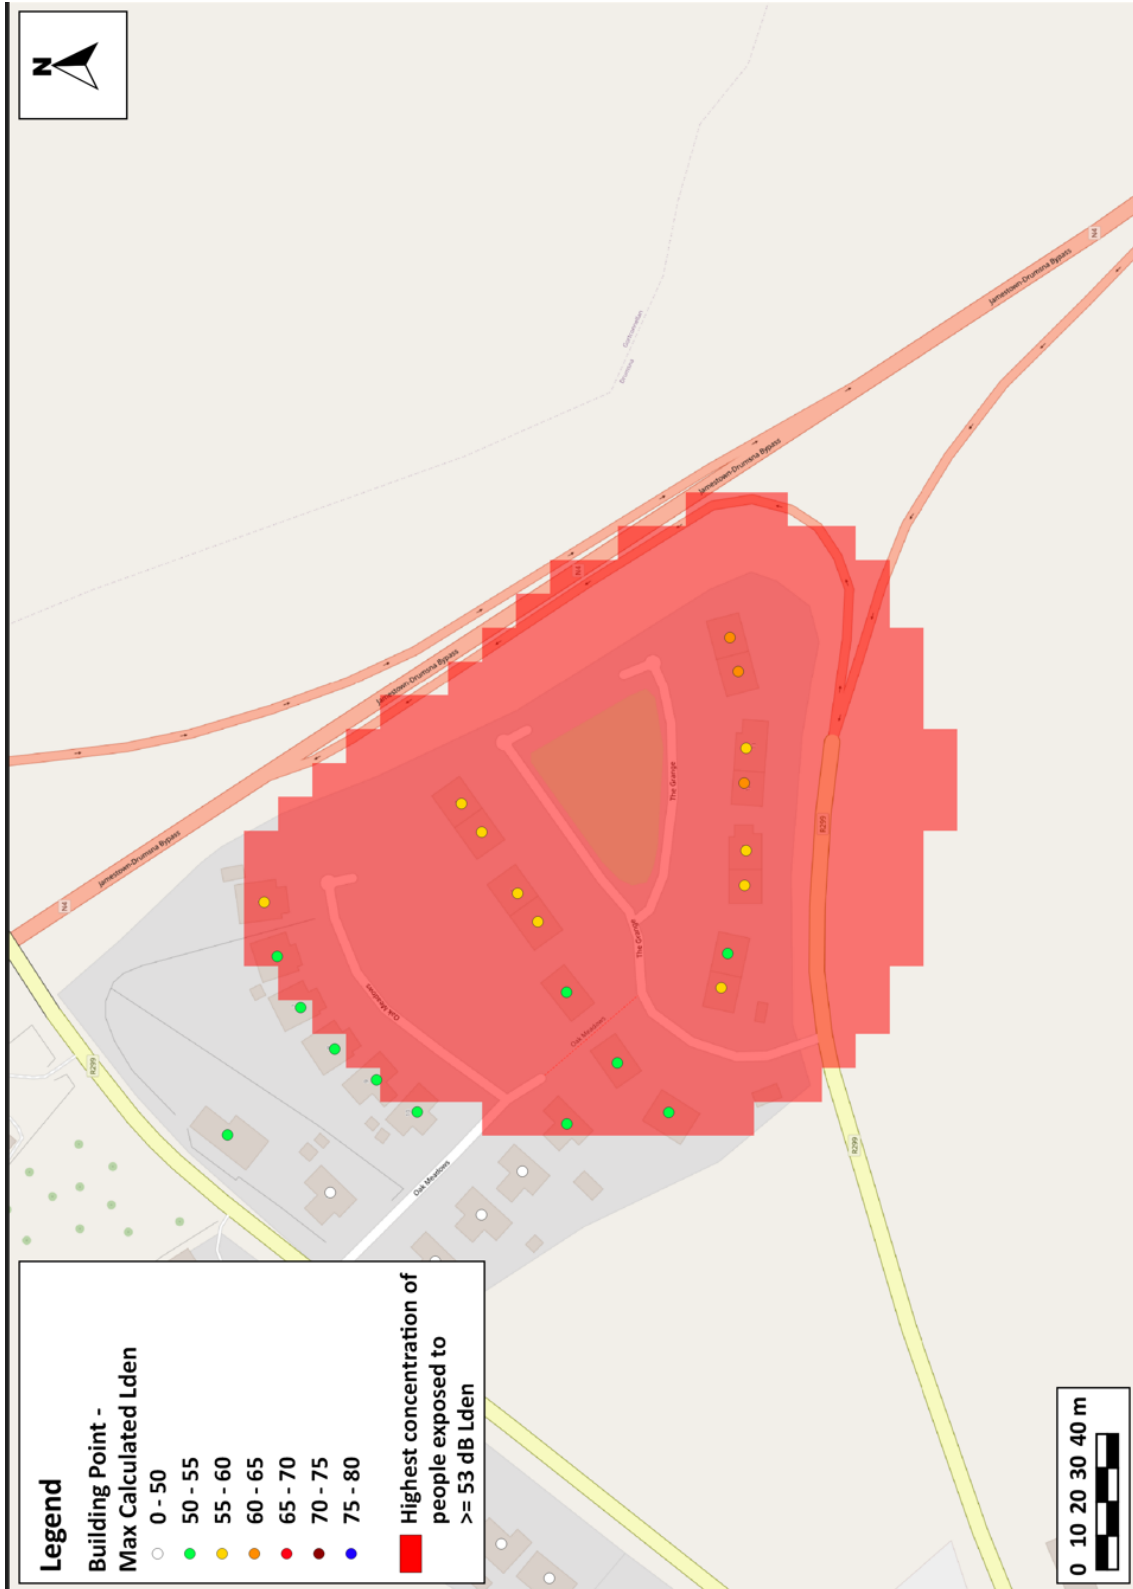 N
Legend
Building Point -
Max Calculated Lden
0 - 50
50 - 55
55 - 60
60 - 65
65 - 70
70 - 75
75 - 80
Highest concentration of
people exposed to
>= 53 dB Lden
0 10 20 30 40 m
R299
N4
Jamestown-Drumsna Bypass
Jamestown-Drumsna Bypass
N4
Jamestown-Drumsna Bypass
Jamestown-Drumsna Bypass
N4
Drumsna
Oak Meadows
Oak Meadows
Oak Meadows
The Grange
The Grange
R299
R299